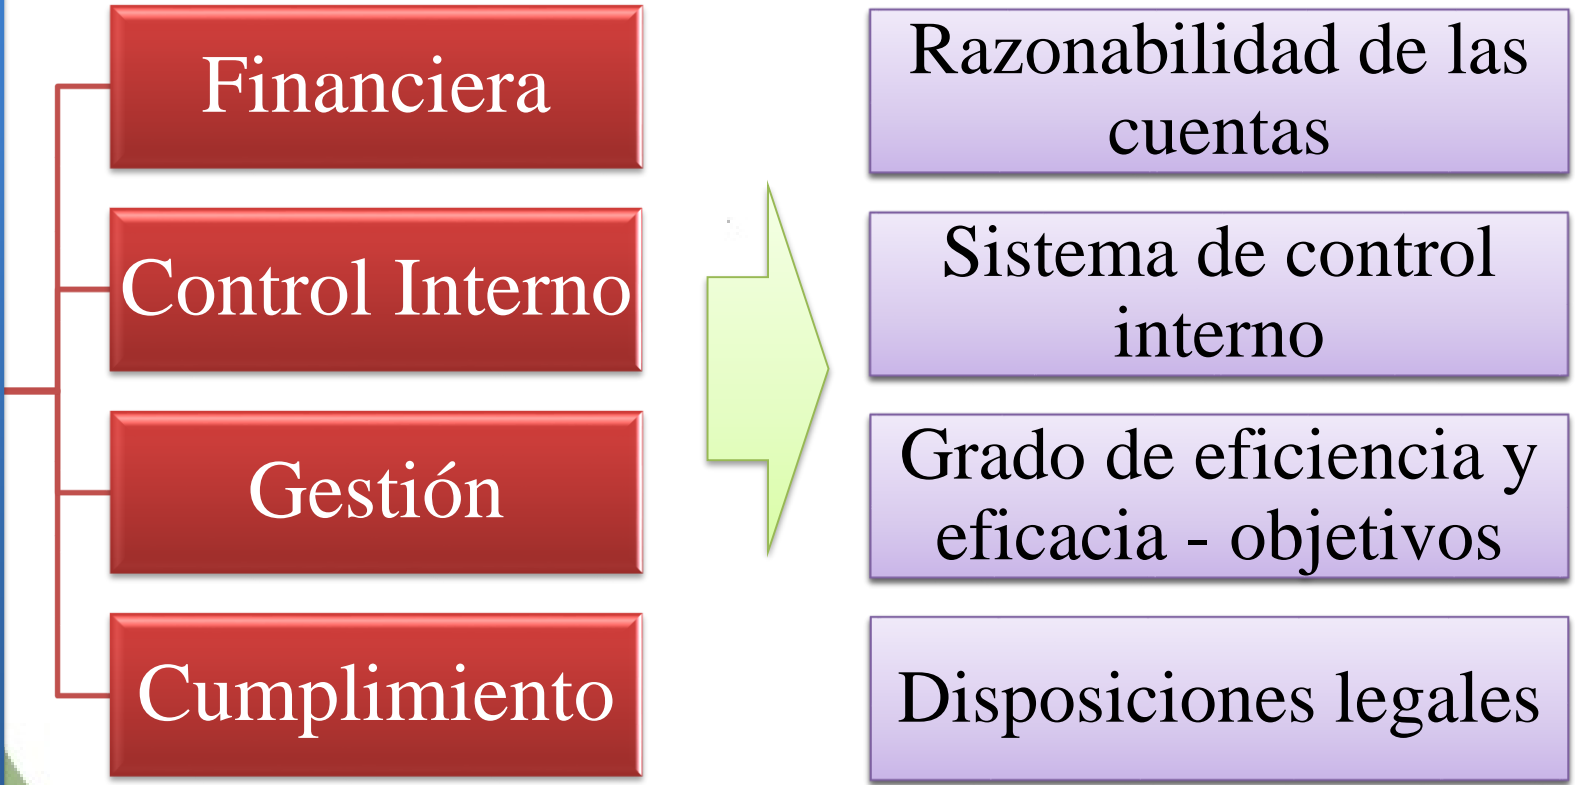 Financiera
Razonabilidad de las
cuentas
Control Interno
Sistema de control
interno
Gestión
Grado de eficiencia y
eficacia - objetivos
Cumplimiento
Disposiciones legales